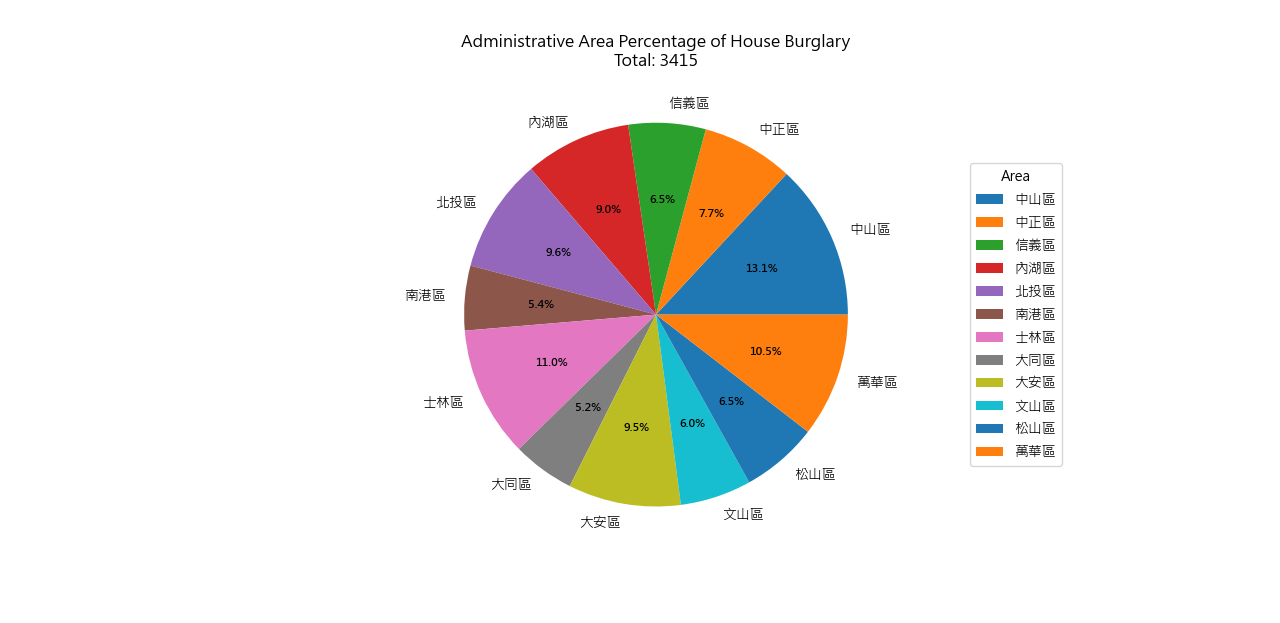 Administrative Area Percentage of House Burglary
Total: 3415
信義區
內湖區
中正區
北投區
中山區
南港區
士林區
萬華區
大同區
松山區
大安區
文山區
6.5%
9.0%
7.7%
9.6%
13.1%
5.4%
10.5%
11.0%
6.5%
5.2%
6.0%
9.5%
Area
中山區
中正區
信義區
內湖區
北投區
南港區
士林區
大同區
大安區
文山區
松山區
萬華區